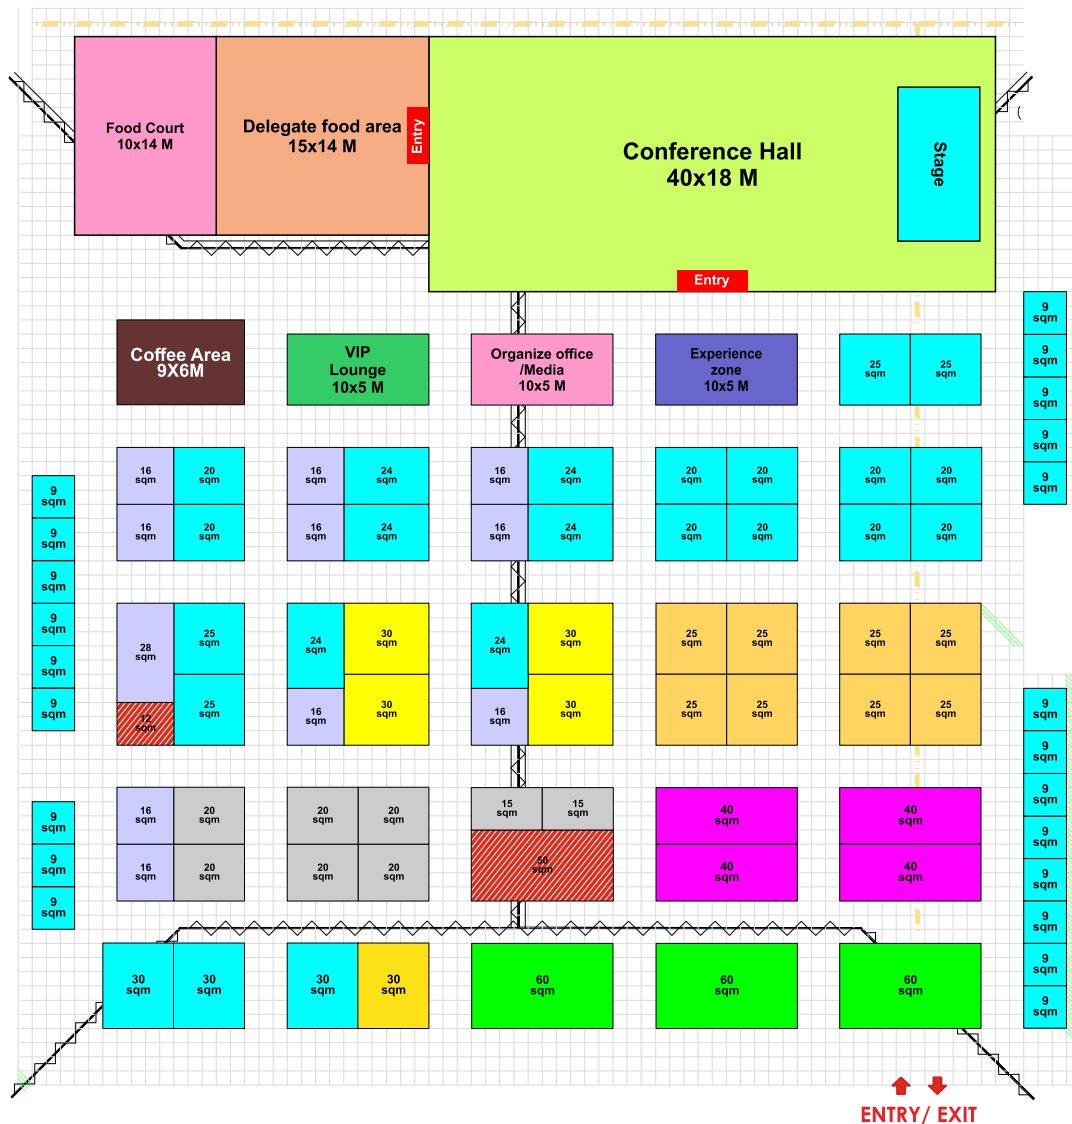 Food Court
10x14 M
Delegate food area
15x14 M
Entry
Conference Hall
40x18 M
Stage
Entry
Coffee Area
9X6M
VIP
Lounge
10x5 M
Organize office
/Media
10x5 M
Experience
zone
10x5 M
25
sqm
25
sqm
9
sqm
9
sqm
9
sqm
9
sqm
9
sqm
16
sqm
20
sqm
16
sqm
20
sqm
16
sqm
24
sqm
16
sqm
24
sqm
16
sqm
24
sqm
16
sqm
24
sqm
20
sqm
20
sqm
20
sqm
20
sqm
20
sqm
20
sqm
20
sqm
20
sqm
9
sqm
9
sqm
9
sqm
9
sqm
9
sqm
9
sqm
28
sqm
25
sqm
12
sqm
25
sqm
24
sqm
30
sqm
16
sqm
30
sqm
24
sqm
30
sqm
16
sqm
30
sqm
25
sqm
25
sqm
25
sqm
25
sqm
25
sqm
25
sqm
25
sqm
25
sqm
9
sqm
9
sqm
9
sqm
9
sqm
9
sqm
9
sqm
9
sqm
9
sqm
9
sqm
9
sqm
9
sqm
16
sqm
20
sqm
16
sqm
20
sqm
20
sqm
20
sqm
20
sqm
20
sqm
15
sqm
15
sqm
50
sqm
40
sqm
40
sqm
40
sqm
40
sqm
30
sqm
30
sqm
30
sqm
30
sqm
60
sqm
60
sqm
60
sqm
ENTRY/ EXIT